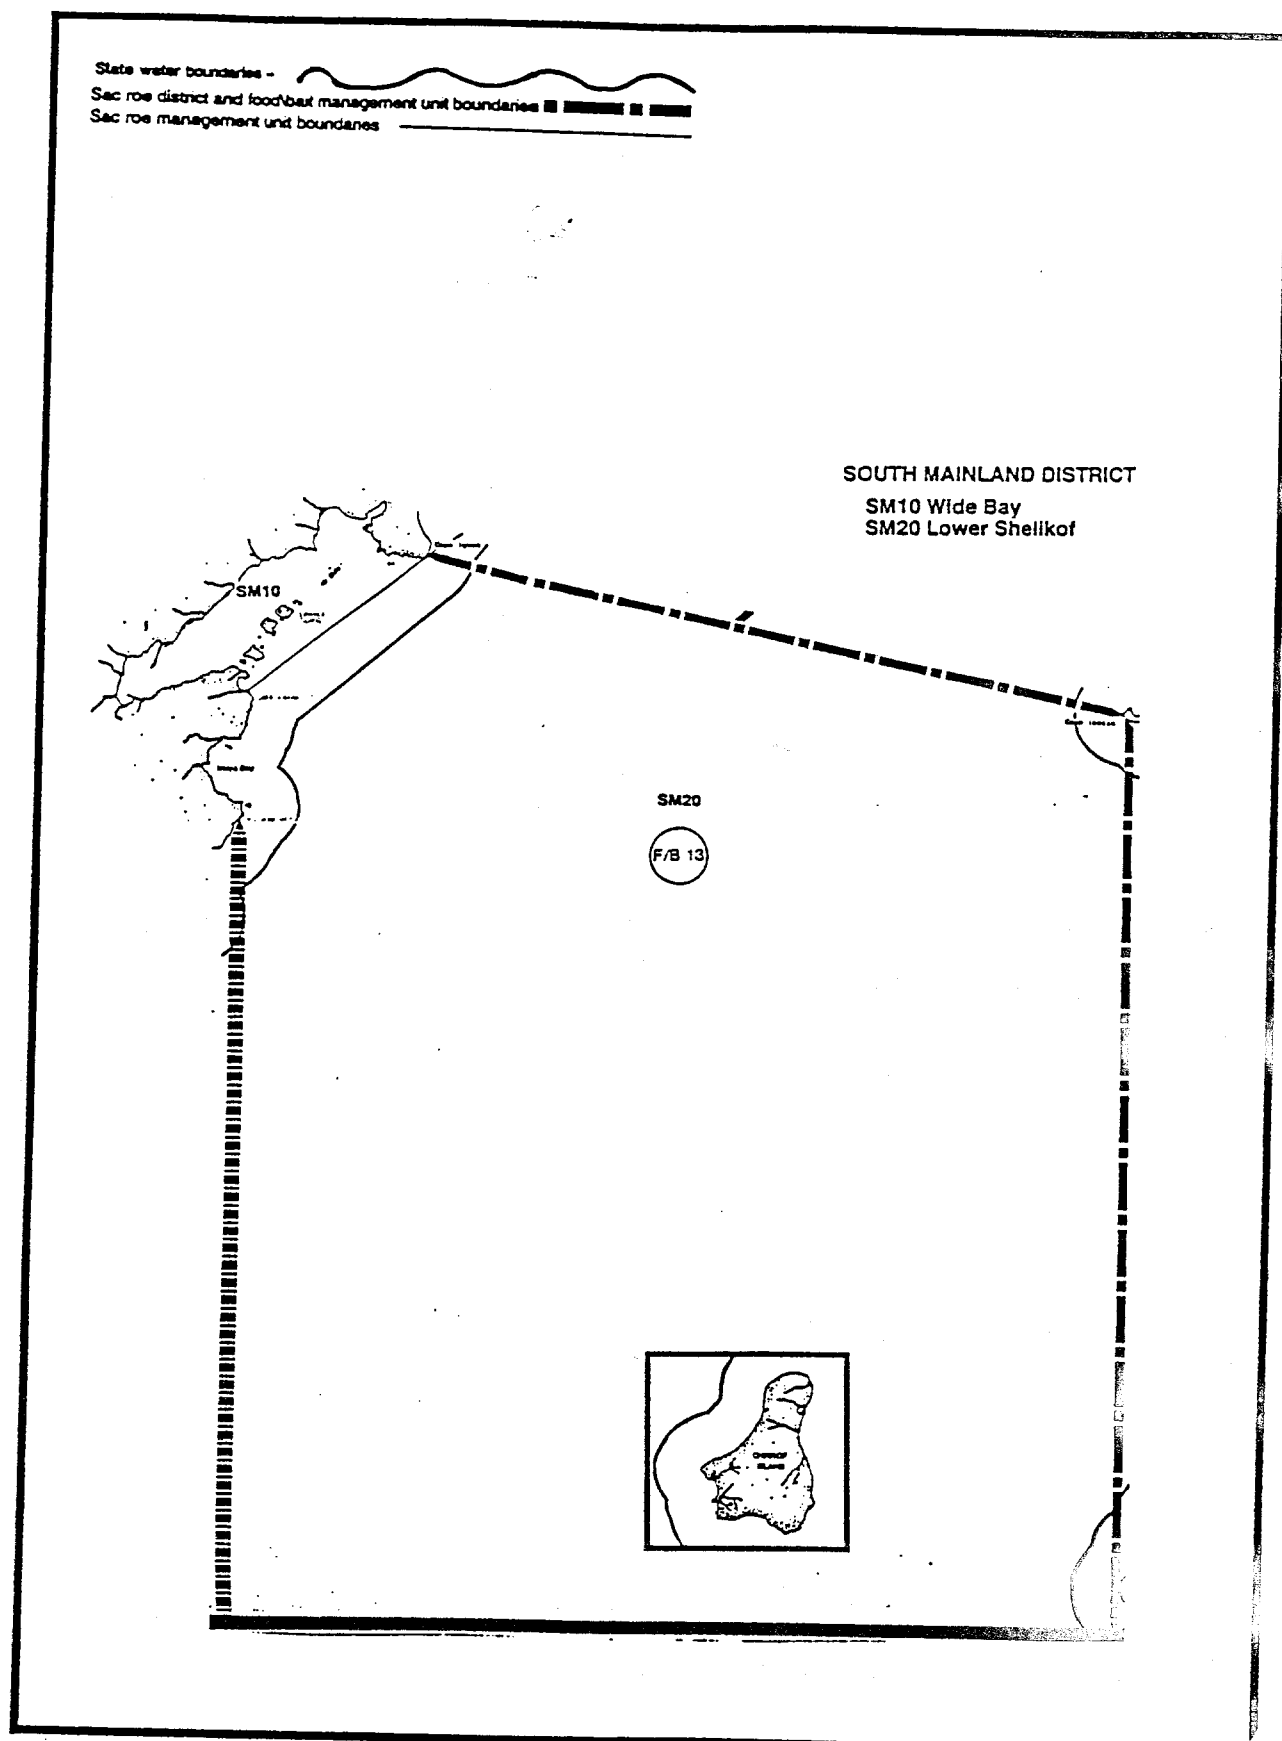 State water boundaries -
Sac roe district and food\bait management unit boundaries
Sac roe management unit boundaries
SOUTH MAINLAND DISTRICT
SM10 Wide Bay
SM20 Lower Shelikof
SM10
SM20
F/B 13
ISLAND